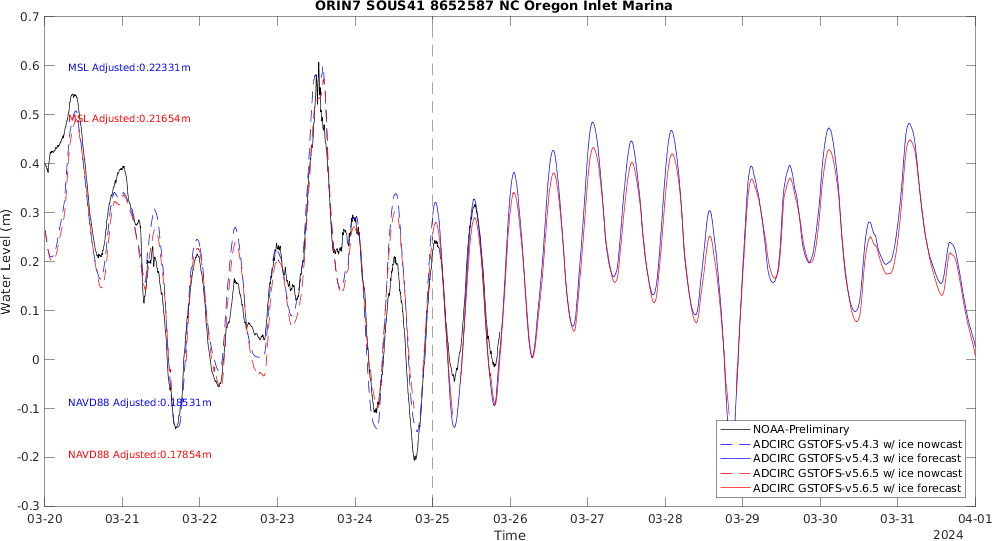 ORIN7 SOUS41 8652587 NC Oregon Inlet Marina
0.7
0.6
0.5
0.4
0.3
0.2
0.1
0
-0.1
-0.2
-0.3
Water Level (m)
MSL Adjusted:0.22331m
MSL Adjusted:0.21654m
NAVD88 Adjusted:0.18531m
NAVD88 Adjusted:0.17854m
NOAA-Preliminary
ADCIRC GSTOFS-v5.4.3 w/ ice nowcast
ADCIRC GSTOFS-v5.4.3 w/ ice forecast
ADCIRC GSTOFS-v5.6.5 w/ ice nowcast
ADCIRC GSTOFS-v5.6.5 w/ ice forecast
03-20 03-21 03-22 03-23 03-24 03-25 03-26 03-27 03-28 03-29 03-30 03-31 04-01
Time
2024